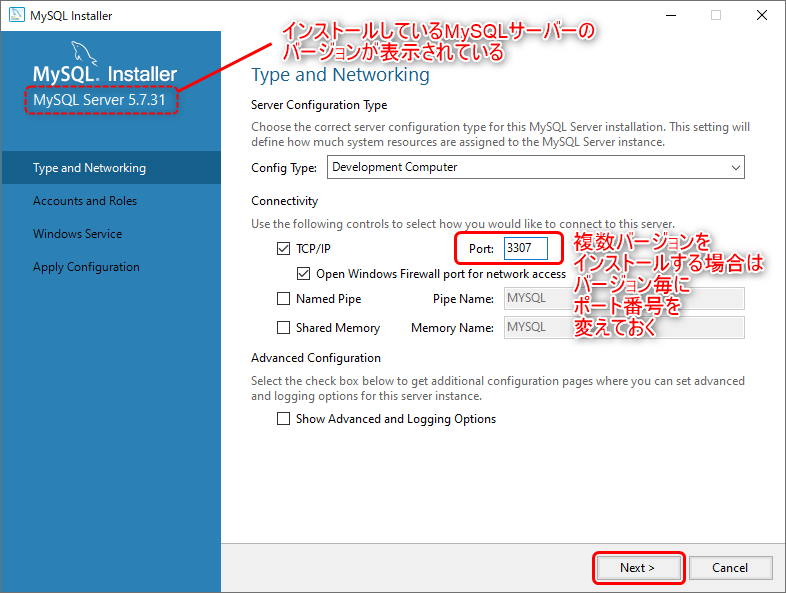 MySQL Installer
インストールしているMySQLサーバーの
バージョンが表示されている
MySQL. Installer
MySQL Server 5.7.31
Type and Networking
Accounts and Roles
Windows Service
Apply Configuration
Type and Networking
Server Configuration Type
Choose the correct server configuration type for this MySQL Server installation. This setting will
define how much system resources are assigned to the MySQL Server instance.
Config Type: Development Computer
Connectivity
Use the following controls to select how you would like to connect to this server.
TCP/IP Port: 3307
Open Windows Firewall port for network access
Named Pipe Pipe Name: MYSQL
Shared Memory Memory Name: MYSQL
複数バージョンを
インストールする場合は
バージョン毎に
ポート番号を
変えておく
Advanced Configuration
Select the check box below to get additional configuration pages where you can set advanced
and logging options for this server instance.
Show Advanced and Logging Options
Next > Cancel